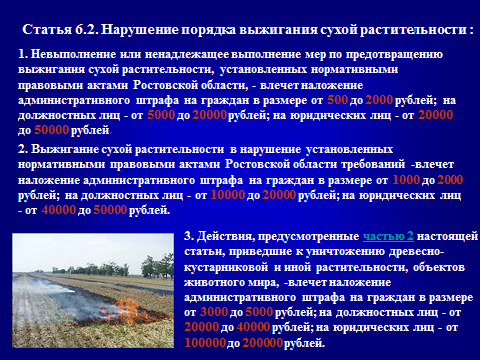 Статья 6.2. Нарушение порядка выжигания сухой растительности :
1. Невыполнение или ненадлежащее выполнение мер по предотвращению
выжигания сухой растительности, установленных нормативными
правовыми актами Ростовской области, - влечет наложение
административного штрафа на граждан в размере от 500 до 2000 рублей; на
должностных лиц - от 5000 до 20000 рублей; на юридических лиц - от 20000
до 50000 рублей
2. Выжигание сухой растительности в нарушение установленных
нормативными правовыми актами Ростовской области требований -влечет
наложение административного штрафа на граждан в размере от 1000 до 2000
рублей; на должностных лиц - от 10000 до 20000 рублей; на юридических лиц
- от 40000 до 50000 рублей.
3. Действия, предусмотренные частью 2 настоящей
статьи, приведшие к уничтожению древесно-
кустарниковой и иной растительности, объектов
животного мира, -влечет наложение
административного штрафа на граждан в размере
от 3000 до 5000 рублей; на должностных лиц - от
20000 до 40000 рублей; на юридических лиц - от
100000 до 200000 рублей.